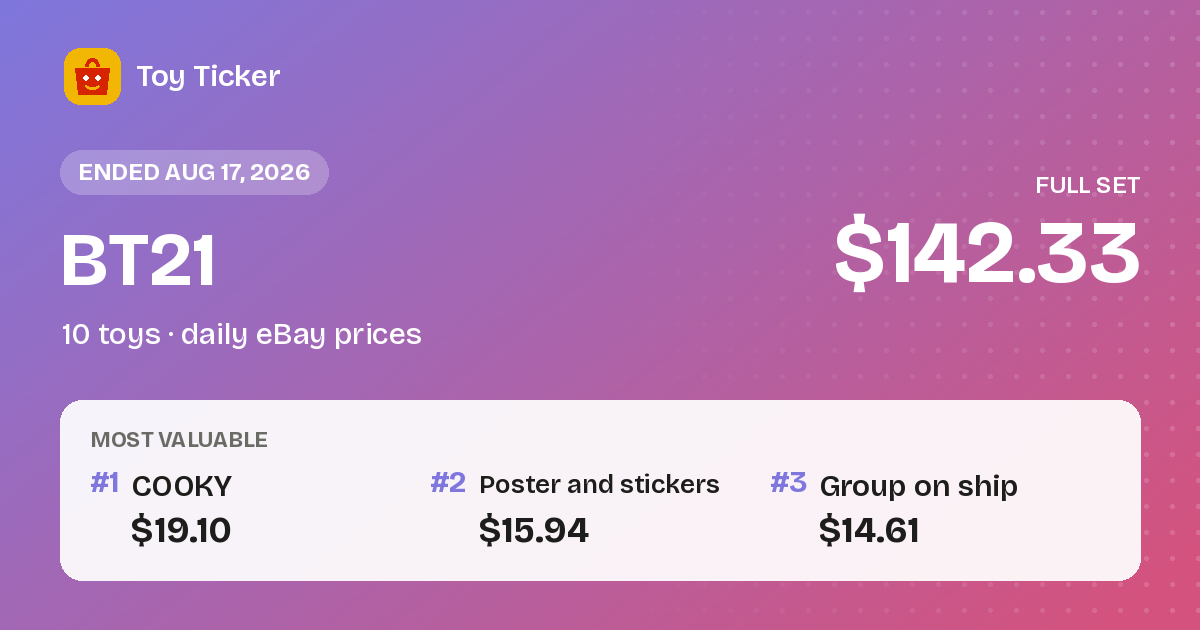 Toy Ticker
ENDED AUG 17, 2026
BT21
10 toys · daily eBay prices
FULL SET
$142.33
MOST VALUABLE
#1 COOKY
$19.10
#2 Poster and stickers
$15.94
#3 Group on ship
$14.61